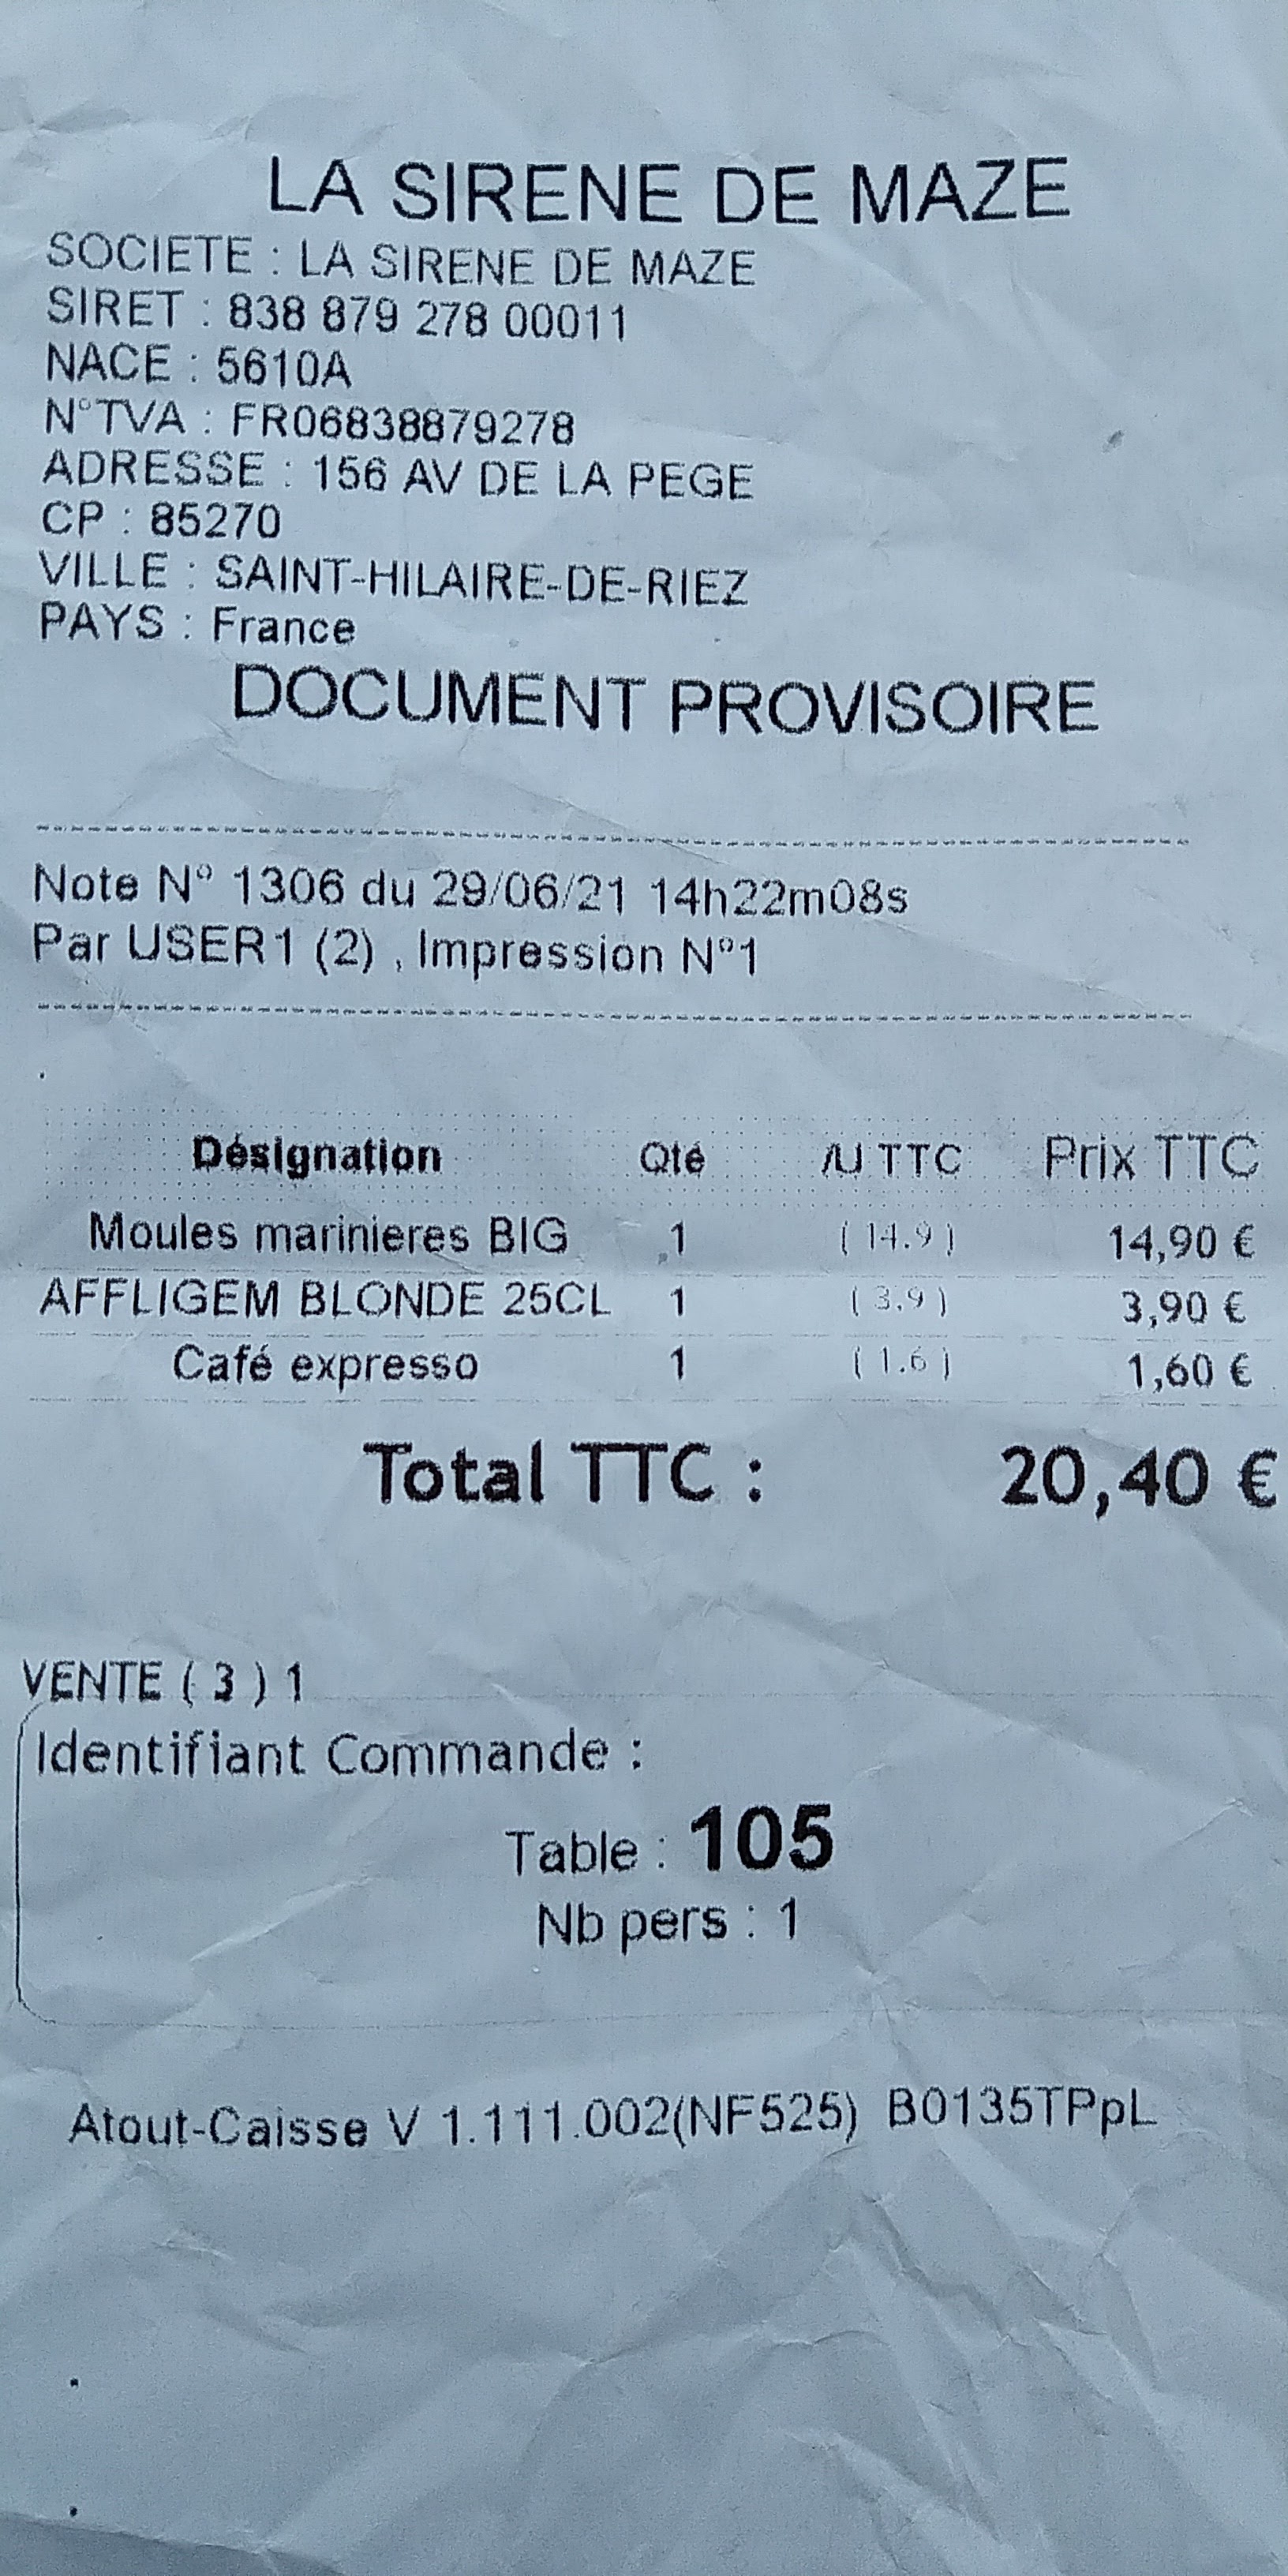 LA SIRENE DE MAZE
SOCIETE : LA SIRENE DE MAZE
SIRET : 838 879 278 00011
NACE : 5610A
N°TVA : FR06838879278
ADRESSE : 156 AV DE LA PEGE
CP : 85270
VILLE : SAINT-HILAIRE-DE-RIEZ
PAYS : France
DOCUMENT PROVISOIRE
Note N° 1306 du 29/06/21 14h22m08s
Par USER1 (2) , Impression N°1
Désignation Qté /U TTC Prix TTC
Moules marinieres BIG 1 ( 14.9 ) 14,90 €
AFFLIGEM BLONDE 25CL 1 ( 3.9 ) 3,90 €
Café expresso 1 ( 1.6 ) 1,60 €
Total TTC : 20,40 €
VENTE ( 3 ) 1
Identifiant Commande :
Table : 105
Nb pers : 1
Atout-Caisse V 1.111.002(NF525) B0135TPpL